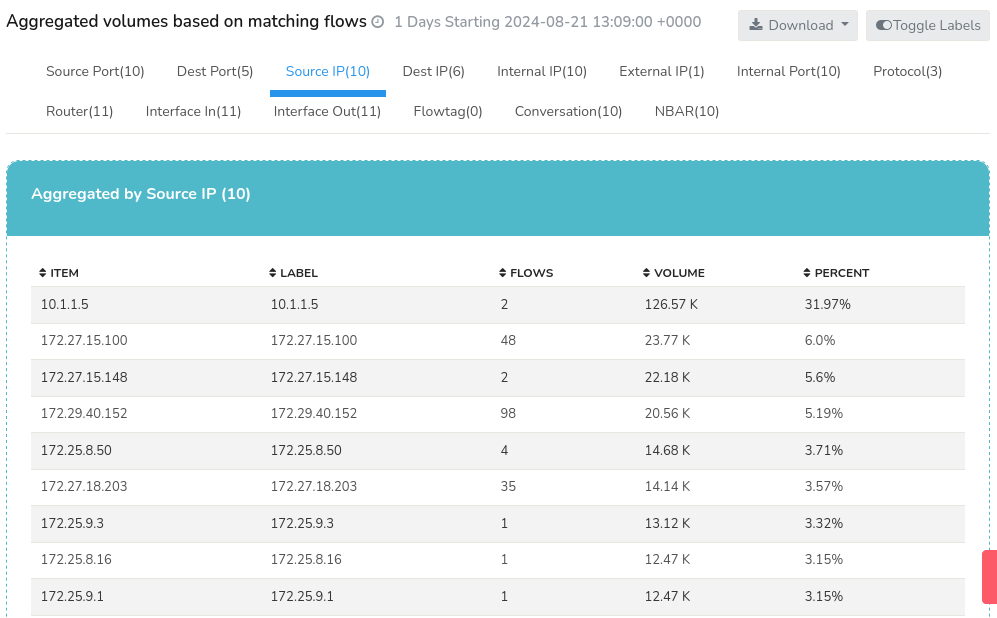 Aggregated volumes based on matching flows 1 Days Starting 2024-08-21 13:09:00 +0000 Download Toggle Labels
Source Port(10) Dest Port(5) Source IP(10) Dest IP(6) Internal IP(10) External IP(1) Internal Port(10) Protocol(3)
Router(11) Interface In(11) Interface Out(11) Flowtag(0) Conversation(10) NBAR(10)
Aggregated by Source IP (10)
ITEM LABEL FLOWS VOLUME PERCENT
10.1.1.5 10.1.1.5 2 126.57 K 31.97%
172.27.15.100 172.27.15.100 48 23.77 K 6.0%
172.27.15.148 172.27.15.148 2 22.18 K 5.6%
172.29.40.152 172.29.40.152 98 20.56 K 5.19%
172.25.8.50 172.25.8.50 4 14.68 K 3.71%
172.27.18.203 172.27.18.203 35 14.14 K 3.57%
172.25.9.3 172.25.9.3 1 13.12 K 3.32%
172.25.8.16 172.25.8.16 1 12.47 K 3.15%
172.25.9.1 172.25.9.1 1 12.47 K 3.15%